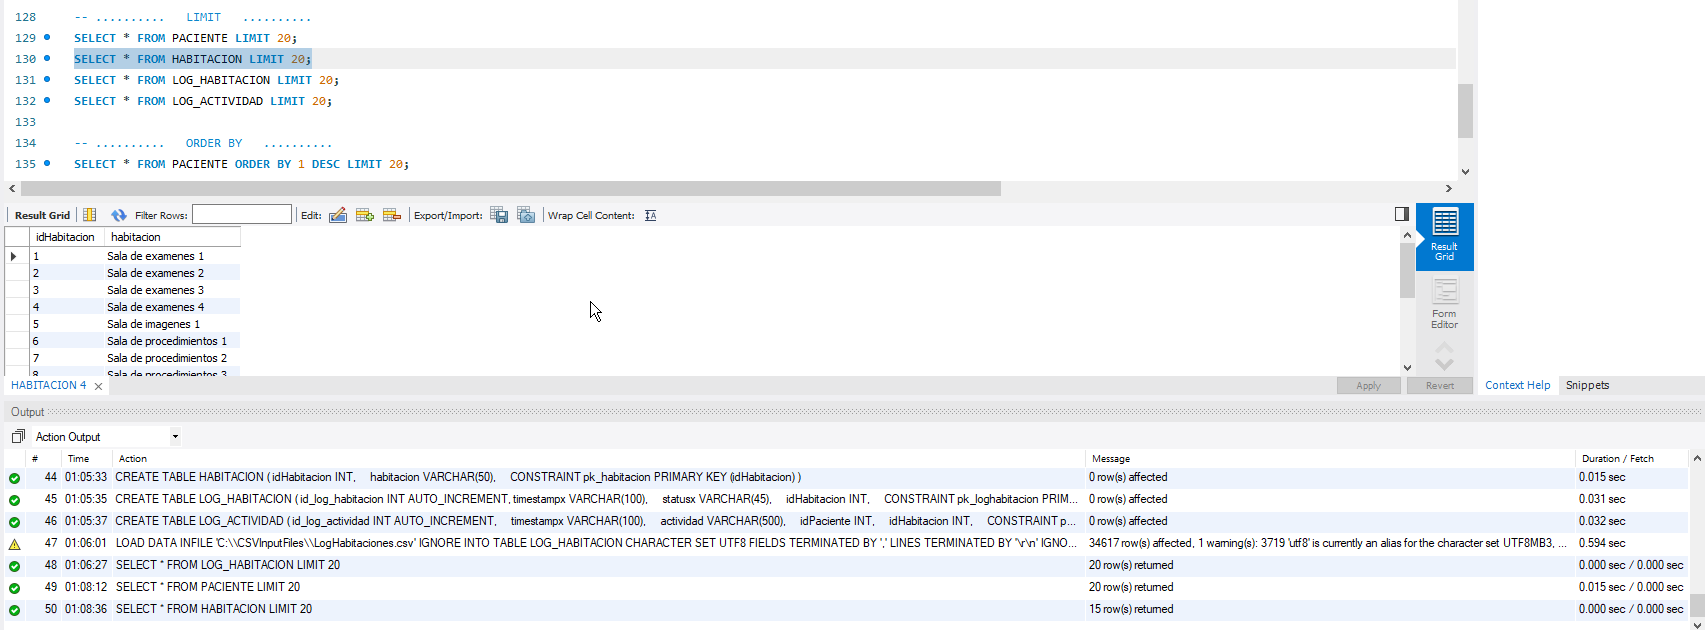 128 -- .......... LIMIT ..........
129 SELECT * FROM PACIENTE LIMIT 20;
130 SELECT * FROM HABITACION LIMIT 20;
131 SELECT * FROM LOG_HABITACION LIMIT 20;
132 SELECT * FROM LOG_ACTIVIDAD LIMIT 20;
133
134 -- .......... ORDER BY ..........
135 SELECT * FROM PACIENTE ORDER BY 1 DESC LIMIT 20;
Result Grid Filter Rows: Edit: Export/Import: Wrap Cell Content:
idHabitacion habitacion
1 Sala de examenes 1
2 Sala de examenes 2
3 Sala de examenes 3
4 Sala de examenes 4
5 Sala de imagenes 1
6 Sala de procedimientos 1
7 Sala de procedimientos 2
8 Sala de procedimientos 3
Result
Grid
Form
Editor
HABITACION 4 Apply Revert Context Help Snippets
Output
Action Output
# Time Action Message Duration / Fetch
44 01:05:33 CREATE TABLE HABITACION ( idHabitacion INT, habitacion VARCHAR(50), CONSTRAINT pk_habitacion PRIMARY KEY (idHabitacion) ) 0 row(s) affected 0.015 sec
45 01:05:35 CREATE TABLE LOG_HABITACION ( id_log_habitacion INT AUTO_INCREMENT, timestampx VARCHAR(100), statusx VARCHAR(45), idHabitacion INT, CONSTRAINT pk_loghabitacion PRIM... 0 row(s) affected 0.031 sec
46 01:05:37 CREATE TABLE LOG_ACTIVIDAD ( id_log_actividad INT AUTO_INCREMENT, timestampx VARCHAR(100), actividad VARCHAR(500), idPaciente INT, idHabitacion INT, CONSTRAINT p... 0 row(s) affected 0.032 sec
47 01:06:01 LOAD DATA INFILE 'C:\\CSVInputFiles\\LogHabitaciones.csv' IGNORE INTO TABLE LOG_HABITACION CHARACTER SET UTF8 FIELDS TERMINATED BY ',' LINES TERMINATED BY '\r\n' IGNO... 34617 row(s) affected, 1 warning(s): 3719 'utf8' is currently an alias for the character set UTF8MB3, ... 0.594 sec
48 01:06:27 SELECT * FROM LOG_HABITACION LIMIT 20 20 row(s) returned 0.000 sec / 0.000 sec
49 01:08:12 SELECT * FROM PACIENTE LIMIT 20 20 row(s) returned 0.015 sec / 0.000 sec
50 01:08:36 SELECT * FROM HABITACION LIMIT 20 15 row(s) returned 0.000 sec / 0.000 sec